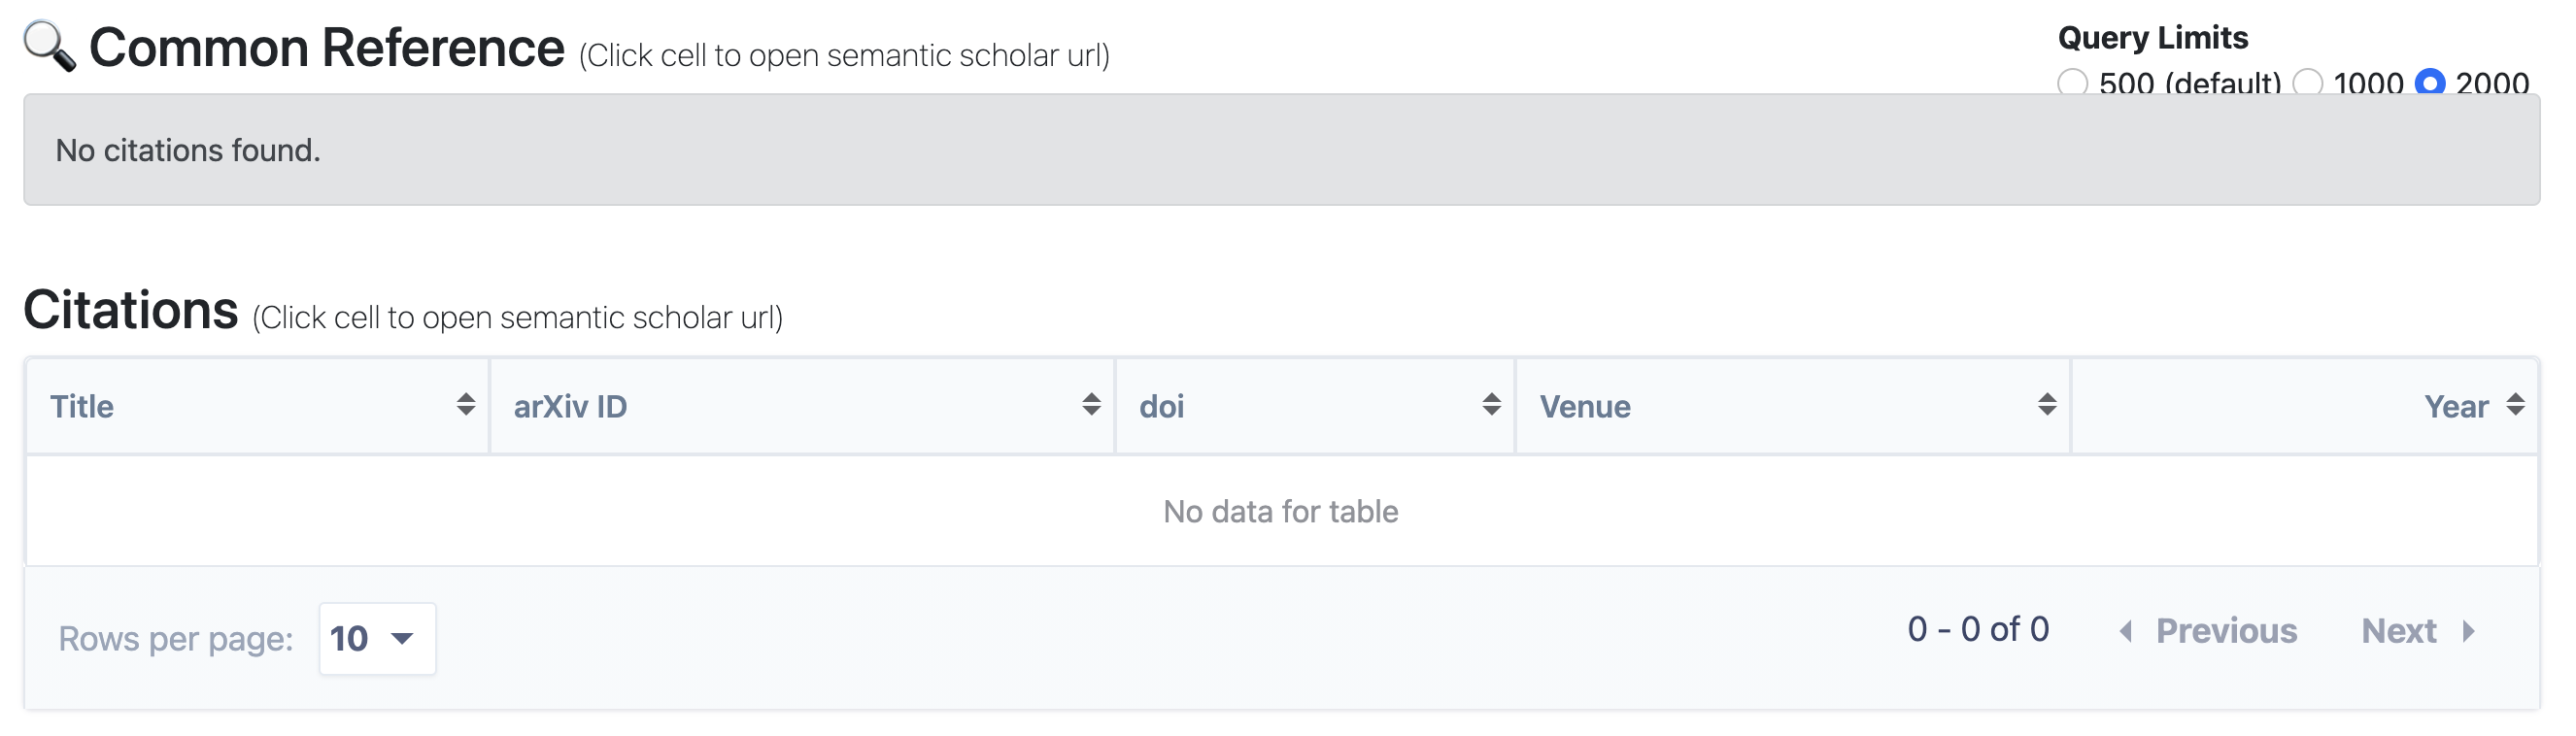 Common Reference (Click cell to open semantic scholar url)
Query Limits
500 (default) 1000 2000
No citations found.
Citations (Click cell to open semantic scholar url)
Title arXiv ID doi Venue Year
No data for table
Rows per page: 10 0 - 0 of 0 Previous Next